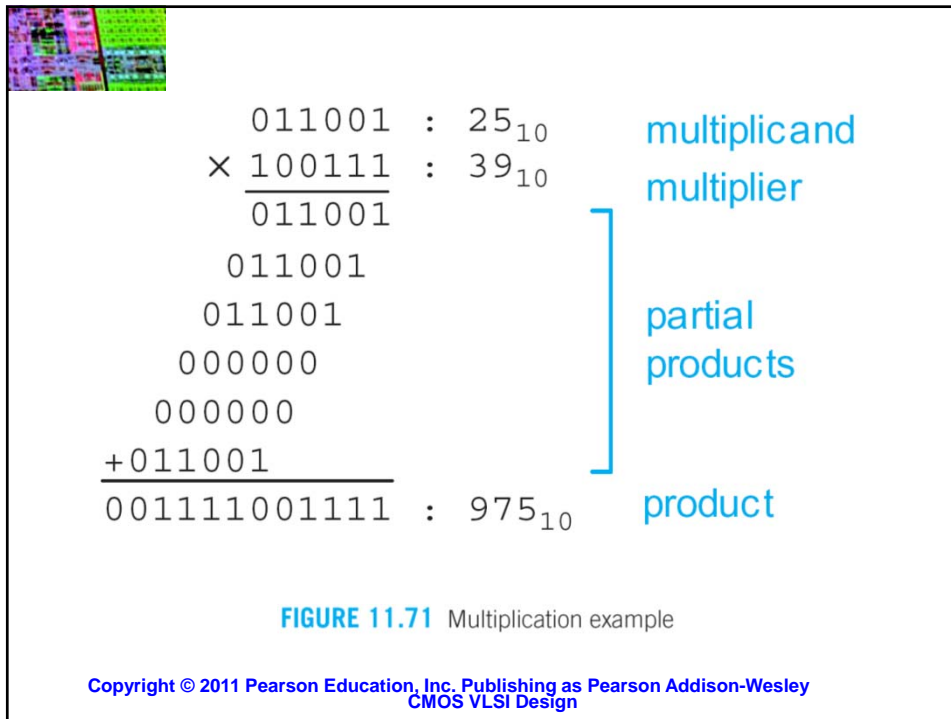 011001 : 25₁₀ multiplicand
× 100111 : 39₁₀ multiplier
011001
011001
011001 partial
000000 products
000000
+011001
001111001111 : 975₁₀ product
FIGURE 11.71 Multiplication example
Copyright © 2011 Pearson Education, Inc. Publishing as Pearson Addison-Wesley
CMOS VLSI Design